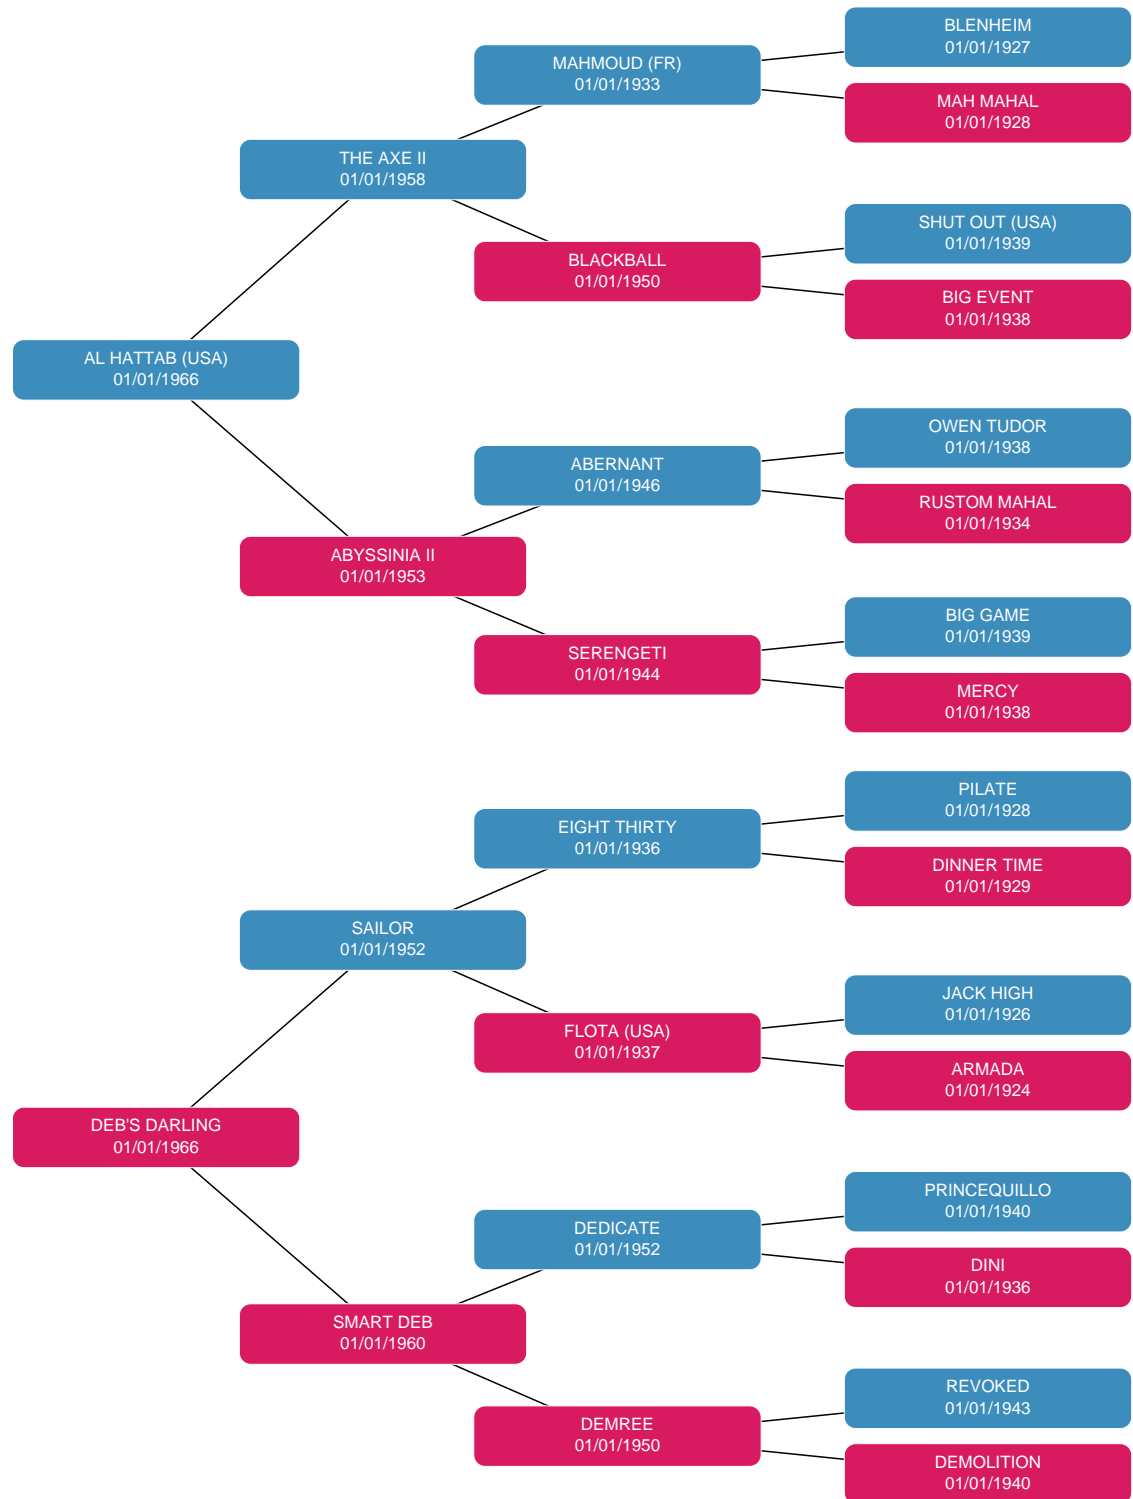 BLENHEIM
01/01/1927
MAHMOUD (FR)
01/01/1933
MAH MAHAL
01/01/1928
THE AXE II
01/01/1958
SHUT OUT (USA)
01/01/1939
BLACKBALL
01/01/1950
BIG EVENT
01/01/1938
AL HATTAB (USA)
01/01/1966
OWEN TUDOR
01/01/1938
ABERNANT
01/01/1946
RUSTOM MAHAL
01/01/1934
ABYSSINIA II
01/01/1953
BIG GAME
01/01/1939
SERENGETI
01/01/1944
MERCY
01/01/1938
PILATE
01/01/1928
EIGHT THIRTY
01/01/1936
DINNER TIME
01/01/1929
SAILOR
01/01/1952
JACK HIGH
01/01/1926
FLOTA (USA)
01/01/1937
ARMADA
01/01/1924
DEB'S DARLING
01/01/1966
PRINCEQUILLO
01/01/1940
DEDICATE
01/01/1952
DINI
01/01/1936
SMART DEB
01/01/1960
REVOKED
01/01/1943
DEMREE
01/01/1950
DEMOLITION
01/01/1940